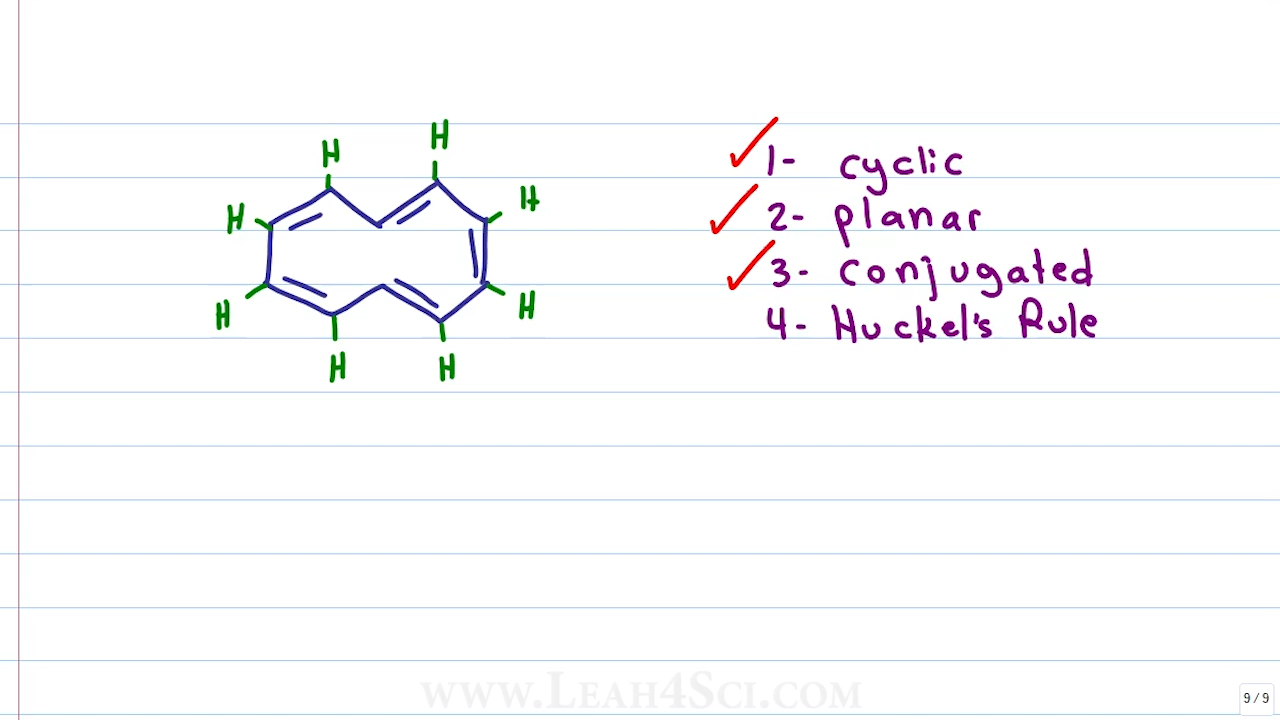 H
H
H
H
H
H
H
H
1- cyclic
2- planar
3- conjugated
4- Huckel's Rule
www.Leah4Sci.com
9 / 9